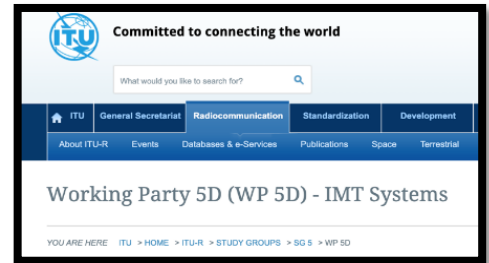 ITU
Committed to connecting the world
What would you like to search for?
ITU General Secretariat Radiocommunication Standardization Development
About ITU-R Events Databases & e-Services Publications Space Terrestrial
Working Party 5D (WP 5D) - IMT Systems
YOU ARE HERE ITU > HOME > ITU-R > STUDY GROUPS > SG 5 > WP 5D